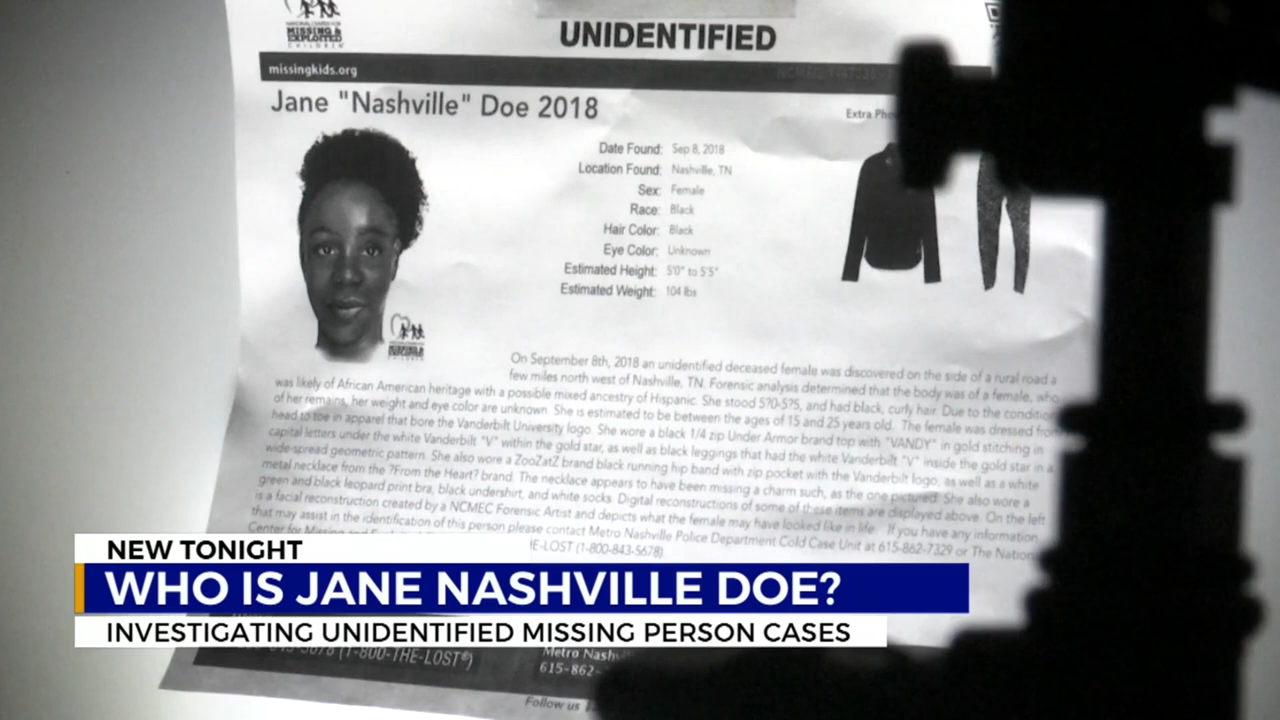 NATIONAL CENTER FOR
MISSING &
EXPLOITED
CHILDREN
UNIDENTIFIED
missingkids.org
Jane "Nashville" Doe 2018
Extra Pho
Date Found: Sep 8, 2018
Location Found: Nashville, TN
Sex: Female
Race: Black
Hair Color: Black
Eye Color: Unknown
Estimated Height: 5'0" to 5'5"
Estimated Weight: 104 lbs
On September 8th, 2018 an unidentified deceased female was discovered on the side of a rural road a
few miles north west of Nashville, TN. Forensic analysis determined that the body was of a female, who
was likely of African American heritage with a possible mixed ancestry of Hispanic. She stood 5?0-5?5, and had black, curly hair. Due to the condition
of her remains, her weight and eye color are unknown. She is estimated to be between the ages of 15 and 25 years old. The female was dressed from
head to toe in apparel that bore the Vanderbilt University logo. She wore a black 1/4 zip Under Armor brand top with "VANDY" in gold stitching in
capital letters under the white Vanderbilt "V" within the gold star, as well as black leggings that had the white Vanderbilt "V" inside the gold star in a
wide-spread geometric pattern. She also wore a ZooZatZ brand black running hip band with zip pocket with the Vanderbilt logo, as well as a white
metal necklace from the ?From the Heart? brand. The necklace appears to have been missing a charm such, as the one pictured. She also wore a
green and black leopard print bra, black undershirt, and white socks. Digital reconstructions of some of these items are displayed above. On the left
is a facial reconstruction created by a NCMEC Forensic Artist and depicts what the female may have looked like in life. If you have any information
that may assist in the identification of this person please contact Metro Nashville Police Department Cold Case Unit at 615-862-7329 or The National
Center for Missing and E-LOST (1-800-843-5678)
NEW TONIGHT
WHO IS JANE NASHVILLE DOE?
INVESTIGATING UNIDENTIFIED MISSING PERSON CASES
5678 (1-800-THE-LOST®)
Metro Nash
615-862-
Follow us